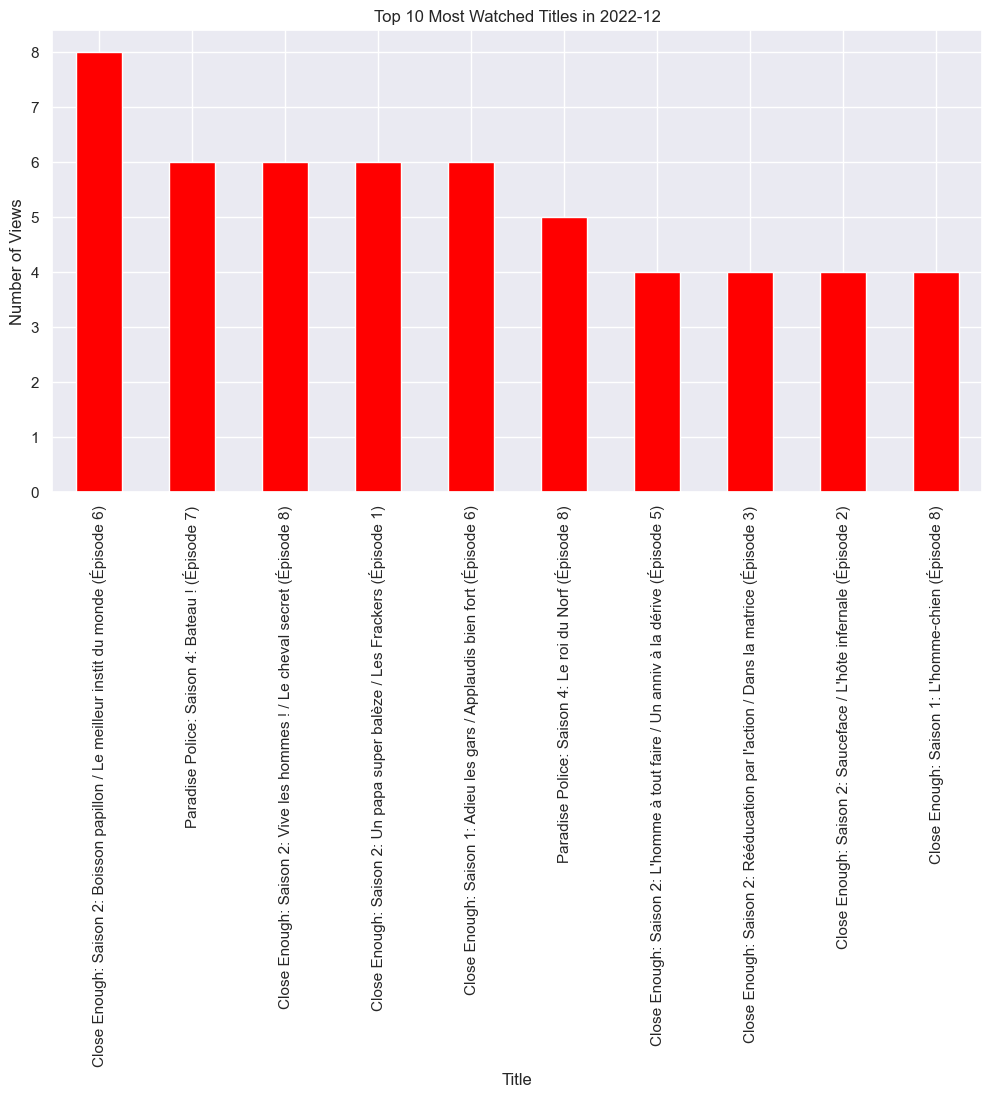 Top 10 Most Watched Titles in 2022-12
Number of Views
8
7
6
5
4
3
2
1
0
Close Enough: Saison 2: Boisson papillon / Le meilleur instit du monde (Épisode 6)
Paradise Police: Saison 4: Bateau ! (Épisode 7)
Close Enough: Saison 2: Vive les hommes ! / Le cheval secret (Épisode 8)
Close Enough: Saison 2: Un papa super balèze / Les Frackers (Épisode 1)
Close Enough: Saison 1: Adieu les gars / Applaudis bien fort (Épisode 6)
Paradise Police: Saison 4: Le roi du Norf (Épisode 8)
Close Enough: Saison 2: L'homme à tout faire / Un anniv à la dérive (Épisode 5)
Close Enough: Saison 2: Rééducation par l'action / Dans la matrice (Épisode 3)
Close Enough: Saison 2: Sauceface / L'hôte infernale (Épisode 2)
Close Enough: Saison 1: L'homme-chien (Épisode 8)
Title